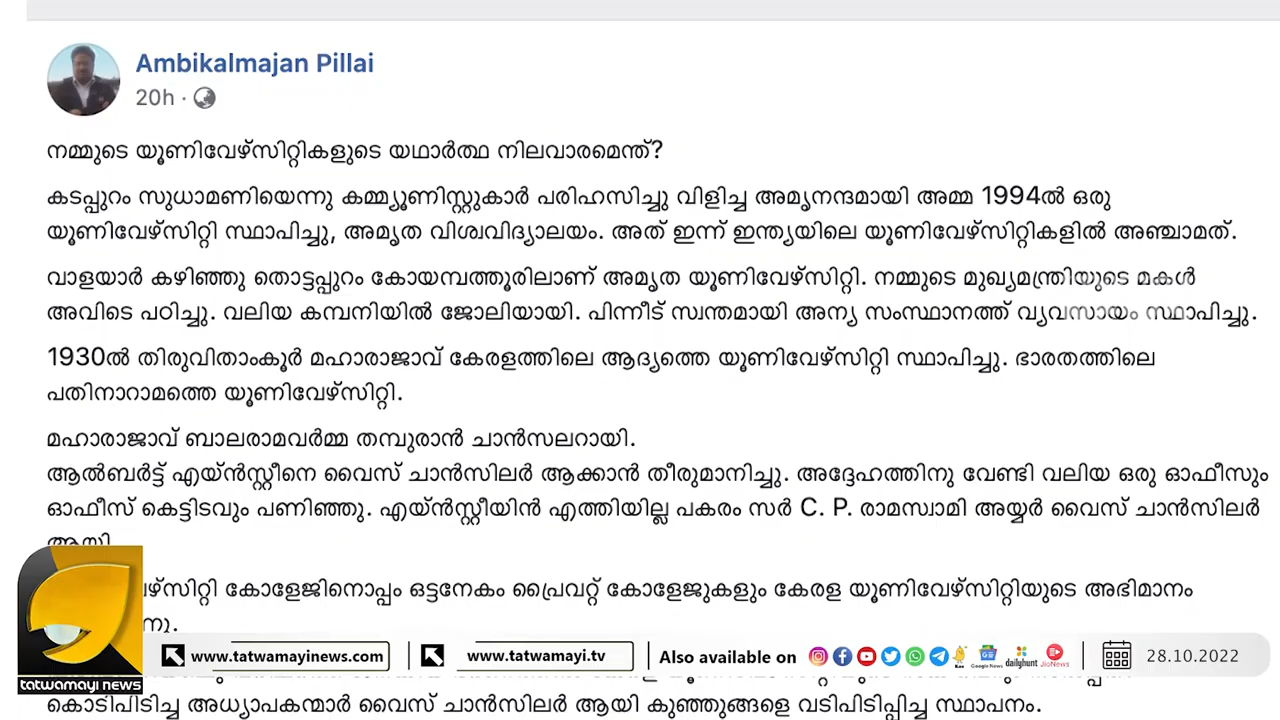 Ambikalmajan Pillai
20h ·
നമ്മുടെ യൂണിവേഴ്സിറ്റികളുടെ യഥാർത്ഥ നിലവാരമെന്ത്?
കടപ്പുറം സുധാമണിയെന്നു കമ്മ്യൂണിസ്റ്റുകാർ പരിഹസിച്ചു വിളിച്ച അമൃനന്ദമായി അമ്മ 1994ൽ ഒരു
യൂണിവേഴ്സിറ്റി സ്ഥാപിച്ചു, അമൃത വിശ്വവിദ്യാലയം. അത് ഇന്ന് ഇന്ത്യയിലെ യൂണിവേഴ്സിറ്റികളിൽ അഞ്ചാമത്.
വാളയാർ കഴിഞ്ഞു തൊട്ടപ്പുറം കോയമ്പത്തൂരിലാണ് അമൃത യൂണിവേഴ്സിറ്റി. നമ്മുടെ മുഖ്യമന്ത്രിയുടെ മകൾ
അവിടെ പഠിച്ചു. വലിയ കമ്പനിയിൽ ജോലിയായി. പിന്നീട് സ്വന്തമായി അന്യ സംസ്ഥാനത്ത് വ്യവസായം സ്ഥാപിച്ചു.
1930ൽ തിരുവിതാംകൂർ മഹാരാജാവ് കേരളത്തിലെ ആദ്യത്തെ യൂണിവേഴ്സിറ്റി സ്ഥാപിച്ചു. ഭാരതത്തിലെ
പതിനാറാമത്തെ യൂണിവേഴ്സിറ്റി.
മഹാരാജാവ് ബാലരാമവർമ്മ തമ്പുരാൻ ചാൻസലറായി.
ആൽബർട്ട് എയ്ൻസ്റ്റീനെ വൈസ് ചാൻസിലർ ആക്കാൻ തീരുമാനിച്ചു. അദ്ദേഹത്തിനു വേണ്ടി വലിയ ഒരു ഓഫീസും
ഓഫീസ് കെട്ടിടവും പണിഞ്ഞു. എയ്ൻസ്റ്റീയിൻ എത്തിയില്ല പകരം സർ C. P. രാമസ്വാമി അയ്യർ വൈസ് ചാൻസിലർ
ആയി
വേഴ്സിറ്റി കോളേജിനൊപ്പം ഒട്ടനേകം പ്രൈവറ്റ് കോളേജുകളും കേരള യൂണിവേഴ്സിറ്റിയുടെ അഭിമാനം
നു.
www.tatwamayinews.com
www.tatwamayi.tv
Also available on
Koo
Google News
dailyhunt
JioNews
28.10.2022
tatwamayi news
കൊടിപിടിച്ച അധ്യാപകന്മാർ വൈസ് ചാൻസിലർ ആയി കുഞ്ഞുങ്ങളെ വടിപിടിപ്പിച്ച സ്ഥാപനം.